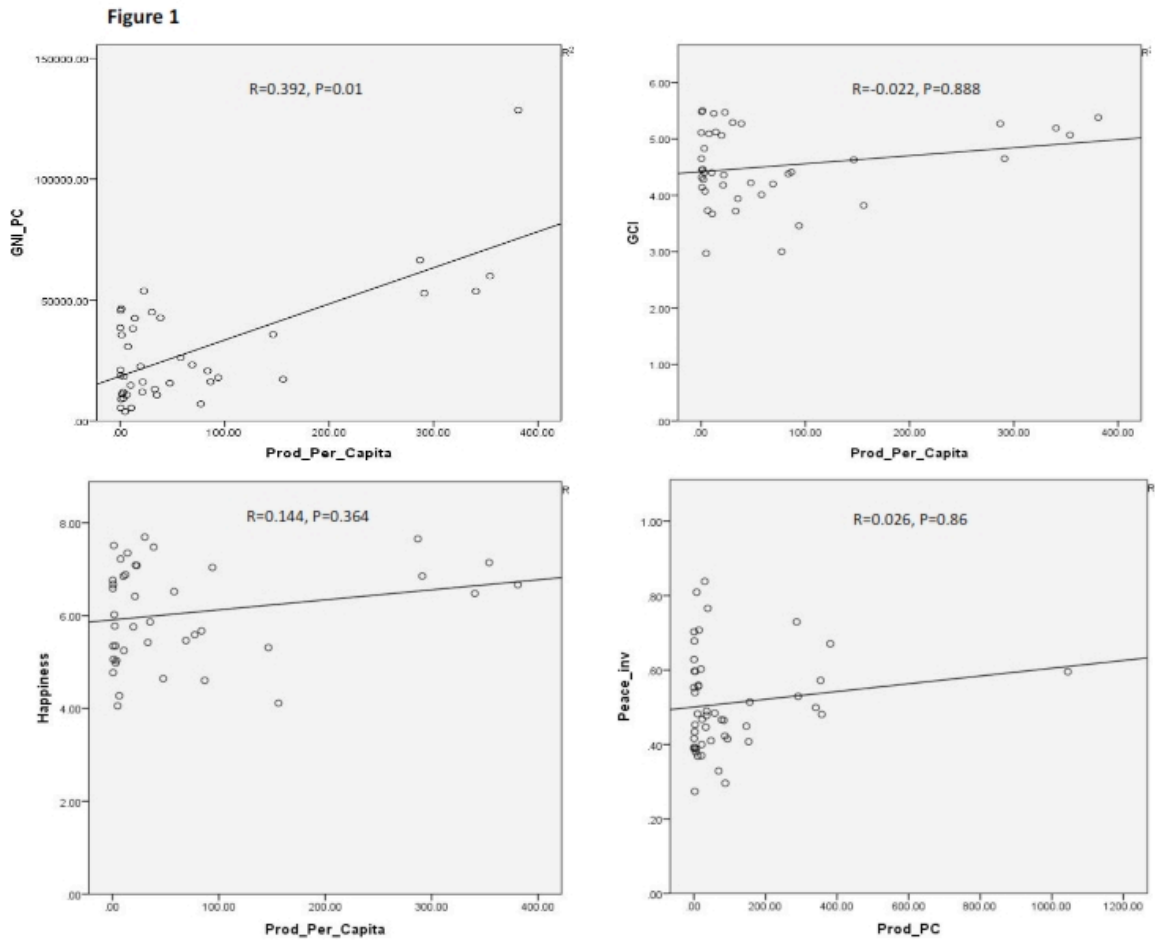 Figure 1
R²
R=0.392, P=0.01
150000.00
100000.00
50000.00
.00
GNI_PC
.00 100.00 200.00 300.00 400.00
Prod_Per_Capita
R=-0.022, P=0.888
6.00
5.00
4.00
3.00
2.00
1.00
.00
GCI
.00 100.00 200.00 300.00 400.00
Prod_Per_Capita
R
R=0.144, P=0.364
8.00
6.00
4.00
2.00
.00
Happiness
.00 100.00 200.00 300.00 400.00
Prod_Per_Capita
R
R=0.026, P=0.86
1.00
.80
.60
.40
.20
.00
Peace_inv
.00 200.00 400.00 600.00 800.00 1000.00 1200.00
Prod_PC